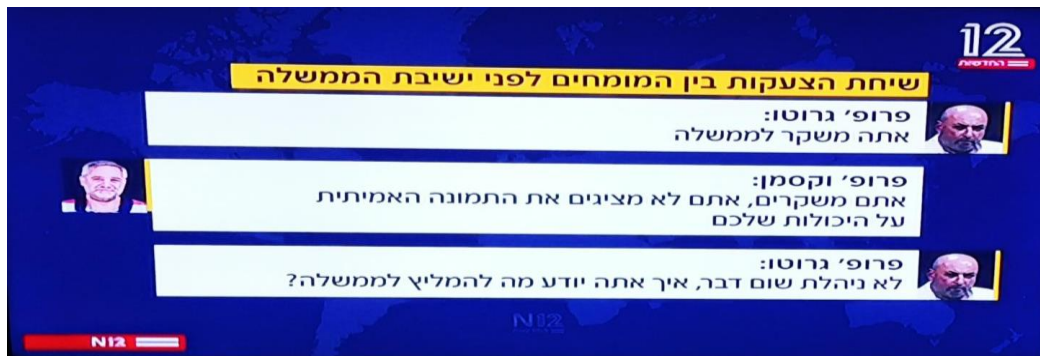 12
החדשות
שיחת הצעקות בין המומחים לפני ישיבת הממשלה
פרופ׳ גרוטו:
אתה משקר לממשלה
פרופ׳ וקסמן:
אתם משקרים, אתם לא מציגים את התמונה האמיתית
על היכולות שלכם
פרופ׳ גרוטו:
לא ניהלת שום דבר, איך אתה יודע מה להמליץ לממשלה?
N12
N12